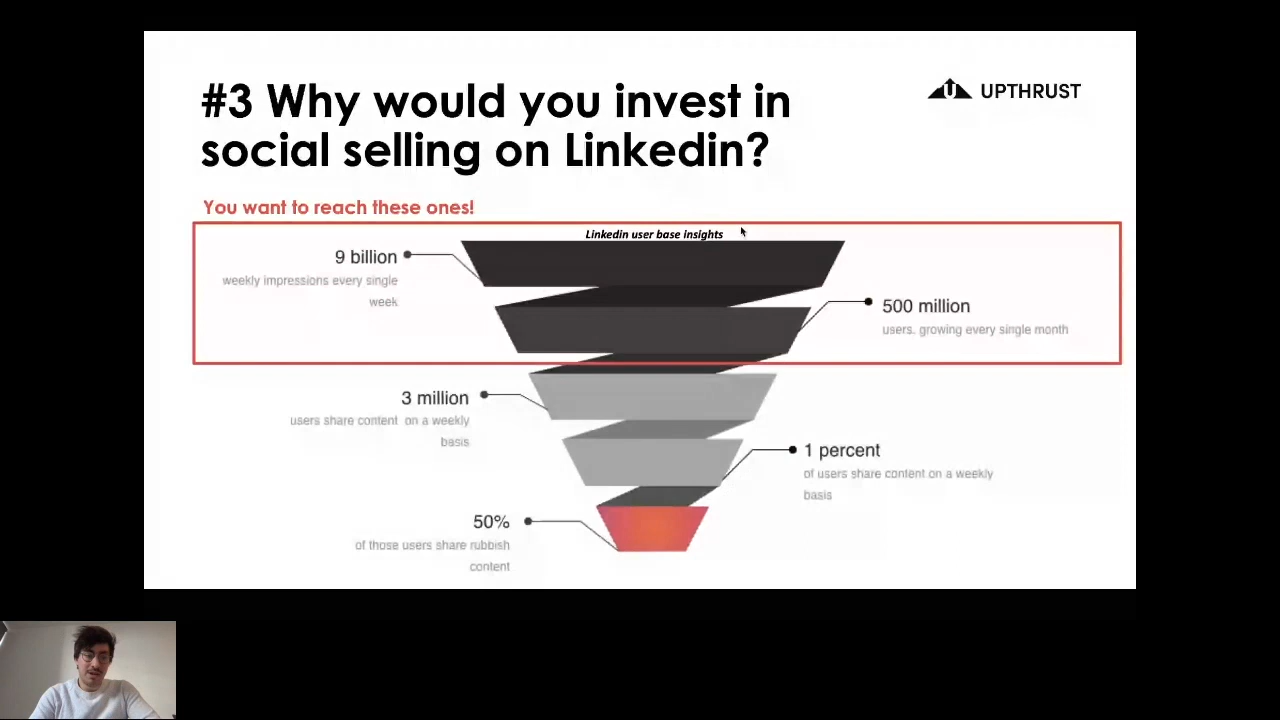 #3 Why would you invest in
social selling on Linkedin?
UPTHRUST
You want to reach these ones!
Linkedin user base insights
9 billion
weekly impressions every single
week
500 million
users. growing every single month
3 million
users share content on a weekly
basis
1 percent
of users share content on a weekly
basis
50%
of those users share rubbish
content